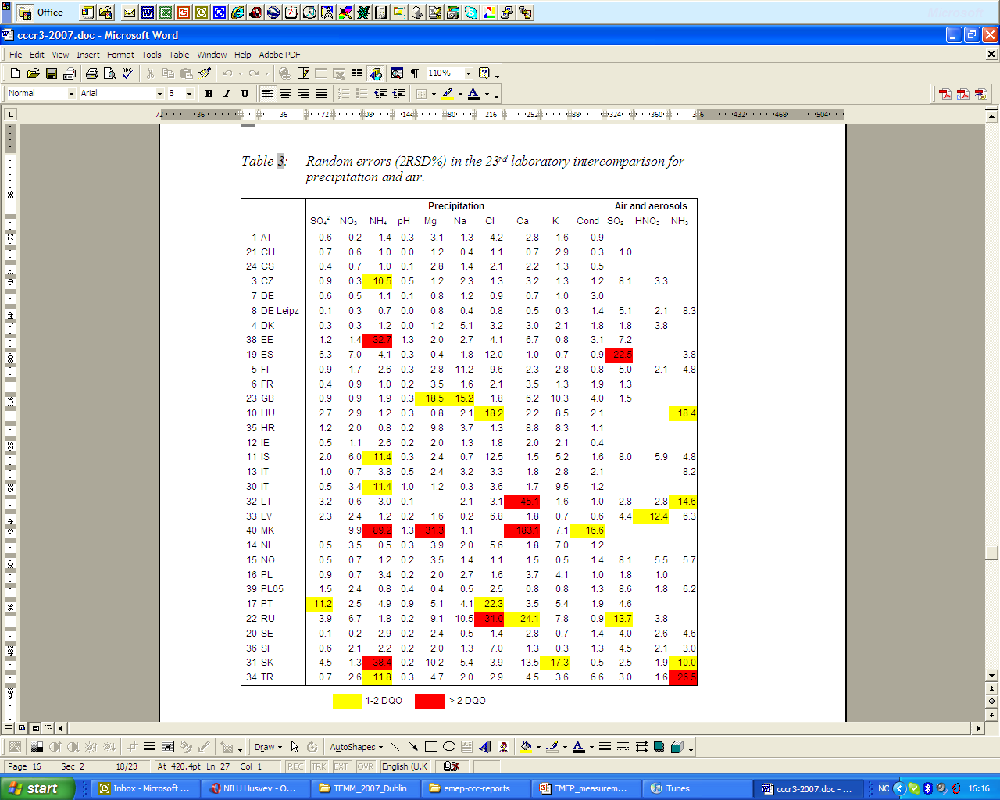 Office
Microsoft
cccr3-2007.doc - Microsoft Word
File Edit View Insert Format Tools Table Window Help Adobe PDF
110%
Normal Arial 8 B I U
72 36 36 72 08 144 80 216 252 88 324 360 3 6 432 468 504
Table 3: Random errors (2RSD%) in the 23rd laboratory intercomparison for
precipitation and air.
Precipitation Air and aerosols
SO₄²⁻ NO₃ NH₄ pH Mg Na Cl Ca K Cond SO₂ HNO₃ NH₃
1 AT 0.6 0.2 1.4 0.3 3.1 1.3 4.2 2.8 1.6 0.9
21 CH 0.7 0.6 1.0 0.0 1.2 0.4 1.1 0.7 2.9 0.3 1.0
24 CS 0.4 0.7 1.0 0.1 2.8 1.4 2.1 2.2 1.3 0.5
3 CZ 0.9 0.3 10.5 0.5 1.2 2.3 1.3 3.2 1.3 1.2 8.1 3.3
7 DE 0.6 0.5 1.1 0.1 0.8 1.2 0.9 0.7 1.0 3.0
8 DE Leipz 0.1 0.3 0.7 0.0 0.8 0.4 0.8 0.5 0.3 1.4 5.1 2.1 8.3
4 DK 0.3 0.3 1.2 0.0 1.2 5.1 3.2 3.0 2.1 1.8 1.8 3.8
38 EE 1.2 1.4 32.7 1.3 2.0 2.7 4.1 6.7 0.8 3.1 7.2
19 ES 6.3 7.0 4.1 0.3 0.4 1.8 12.0 1.0 0.7 0.9 22.5 3.8
5 FI 0.9 1.7 2.6 0.3 2.8 11.2 9.6 2.3 2.8 0.8 5.0 2.1 4.8
6 FR 0.4 0.9 1.0 0.2 3.5 1.6 2.1 3.5 1.3 1.9 1.3
23 GB 0.9 0.9 1.9 0.3 18.5 15.2 1.8 6.2 10.3 4.0 1.5
10 HU 2.7 2.9 1.2 0.3 0.8 2.1 18.2 2.2 8.5 2.1 18.4
35 HR 1.2 2.0 0.8 0.2 9.8 3.7 1.3 8.8 8.3 1.1
12 IE 0.5 1.1 2.6 0.2 2.0 1.3 1.8 2.0 2.1 0.4
11 IS 2.0 6.0 11.4 0.3 2.4 0.7 12.5 1.5 5.2 1.6 8.0 5.9 4.8
13 IT 1.0 0.7 3.8 0.5 2.4 3.2 3.3 1.8 2.8 2.1 8.2
30 IT 0.5 3.4 11.4 1.0 1.2 0.3 3.6 1.7 9.5 1.2
32 LT 3.2 0.6 3.0 0.1 2.1 3.1 45.1 1.6 1.0 2.8 2.8 14.6
33 LV 2.3 2.4 1.2 0.2 1.6 0.2 6.8 1.8 0.7 0.6 4.4 12.4 6.3
40 MK 9.9 89.2 1.3 31.3 1.1 183.1 7.1 16.6
14 NL 0.5 3.5 0.5 0.3 3.9 2.0 5.6 1.8 7.0 1.2
15 NO 0.5 0.7 1.2 0.2 3.5 1.4 1.1 1.5 0.5 1.4 8.1 5.5 5.7
16 PL 0.9 0.7 3.4 0.2 2.0 2.7 1.6 3.7 4.1 1.0 1.8 1.0
39 PL05 1.5 2.4 0.8 0.4 0.4 0.5 2.5 0.8 0.8 1.3 8.6 1.8 6.2
17 PT 11.2 2.5 4.9 0.9 5.1 4.1 22.3 3.5 5.4 1.9 4.6
22 RU 3.9 6.7 1.8 0.2 9.1 10.5 31.0 24.1 7.8 0.9 13.7 3.8
20 SE 0.1 0.2 2.9 0.2 2.4 0.5 1.4 2.8 0.7 1.4 4.0 2.6 4.6
36 SI 0.6 2.1 2.2 0.2 2.0 1.3 7.0 1.3 0.3 1.3 4.5 2.1 3.0
31 SK 4.5 1.3 38.4 0.2 10.2 5.4 3.9 13.5 17.3 0.5 2.5 1.9 10.0
34 TR 0.7 2.6 11.8 0.3 4.7 2.0 2.9 4.5 3.6 6.6 3.0 1.6 26.5
1-2 DQO > 2 DQO
Draw AutoShapes
Page 16 Sec 2 18/23 At 420.4pt Ln 27 Col 1 REC TRK EXT OVR English (U.K
start Inbox - Microsoft ... NILU Husvev - O... TFMM_2007_Dublin emep-ccc-reports EMEP_measurem... iTunes cccr3-2007.doc - ... NC 16:16